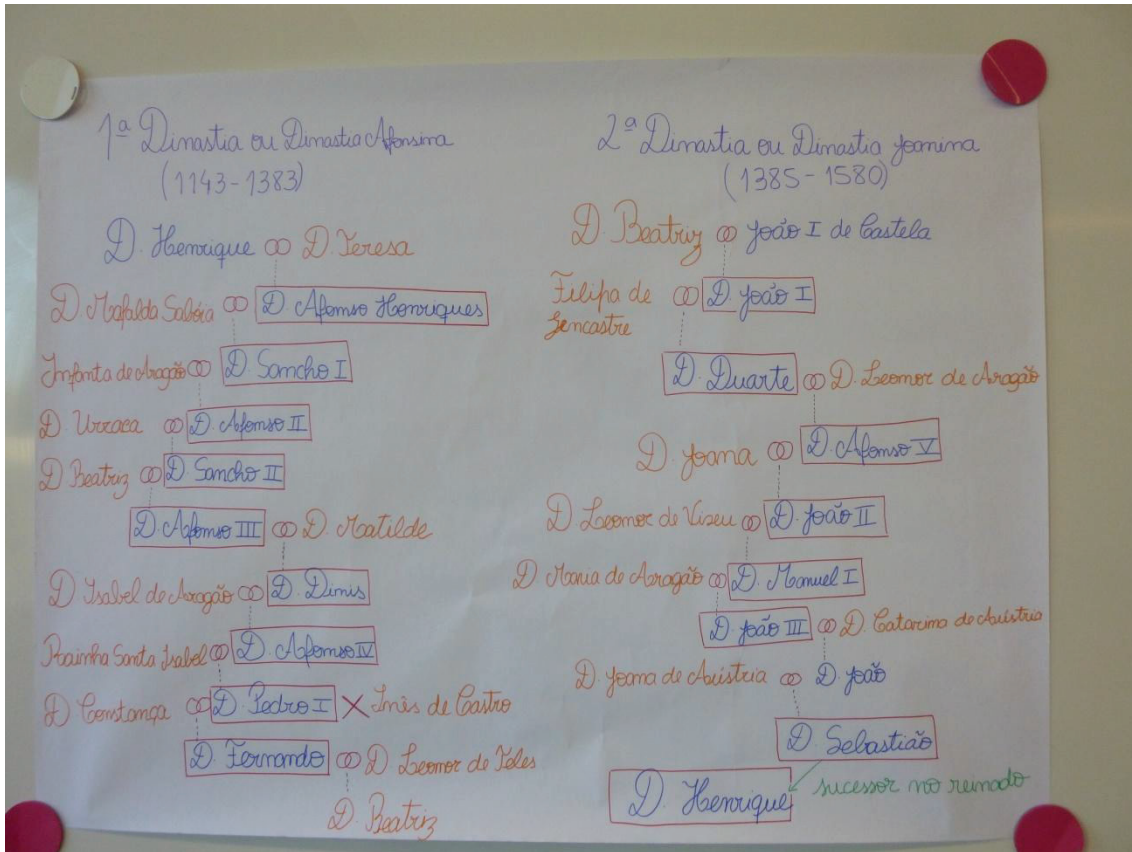 1ª Dinastia ou Dinastia Afonsina
(1143-1383)
D. Henrique ∞ D. Teresa
D Mafalda Sabóia ∞ D. Afonso Henriques
Infanta de Aragão ∞ D. Sancho I
D. Urraca ∞ D. Afonso II
D Beatriz ∞ D Sancho II
D. Afonso III ∞ D. Matilde
D Isabel de Aragão ∞ D. Dinis
Rainha Santa Isabel ∞ D. Afonso IV
D Constança ∞ D. Pedro I X Inês de Castro
D. Fernando ∞ D Leonor de Teles
D. Beatriz
2ª Dinastia ou Dinastia Joanina
(1385-1580)
D. Beatriz ∞ João I de Castela
Filipa de ∞ D. João I
Lencastre
D. Duarte ∞ D. Leonor de Aragão
D. Joana ∞ D. Afonso V
D Leonor de Viseu ∞ D. João II
D Maria de Aragão ∞ D. Manuel I
D João III ∞ D. Catarina de Áustria
D. Joana de Áustria ∞ D. João
D. Sebastião
D. Henrique sucessor no reinado